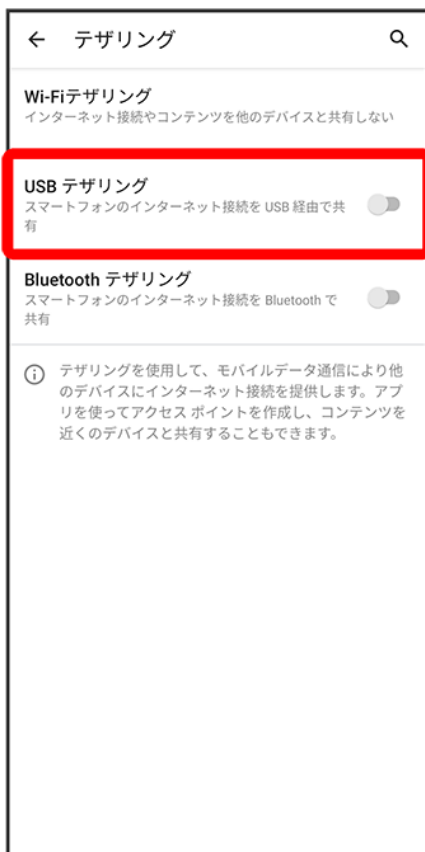 テザリング
Wi-Fiテザリング
インターネット接続やコンテンツを他のデバイスと共有しない
USB テザリング
スマートフォンのインターネット接続を USB 経由で共
有
Bluetooth テザリング
スマートフォンのインターネット接続を Bluetooth で
共有
テザリングを使用して、モバイルデータ通信により他
のデバイスにインターネット接続を提供します。アプ
リを使ってアクセス ポイントを作成し、コンテンツを
近くのデバイスと共有することもできます。